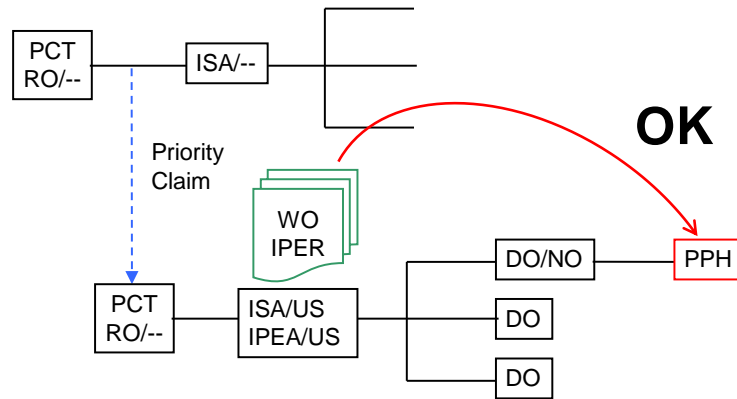 PCT
RO/--
ISA/--
OK
Priority
Claim
WO
IPER
PCT
RO/--
ISA/US
IPEA/US
DO/NO
PPH
DO
DO